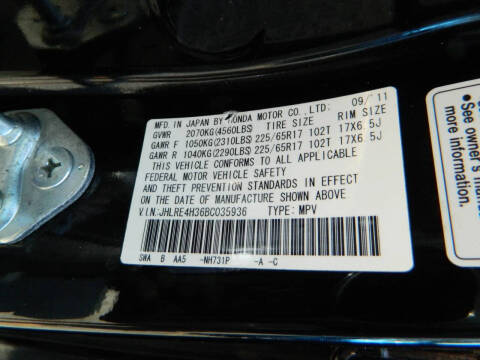 MFD. IN JAPAN BY HONDA MOTOR CO., LTD: 09/11
GVWR 2070KG(4560LBS) TIRE SIZE RIM SIZE
GAWR F 1050KG(2310LBS) 225/65R17 102T 17X6.5J
GAWR R 1040KG(2290LBS) 225/65R17 102T 17X6.5J
THIS VEHICLE CONFORMS TO ALL APPLICABLE
FEDERAL MOTOR VEHICLE SAFETY
AND THEFT PREVENTION STANDARDS IN EFFECT
ON THE DATE OF MANUFACTURE SHOWN ABOVE.
V.I.N:JHLRE4H36BC035936 TYPE: MPV
SWA B AA5 -NH731P -A -C
See owner's